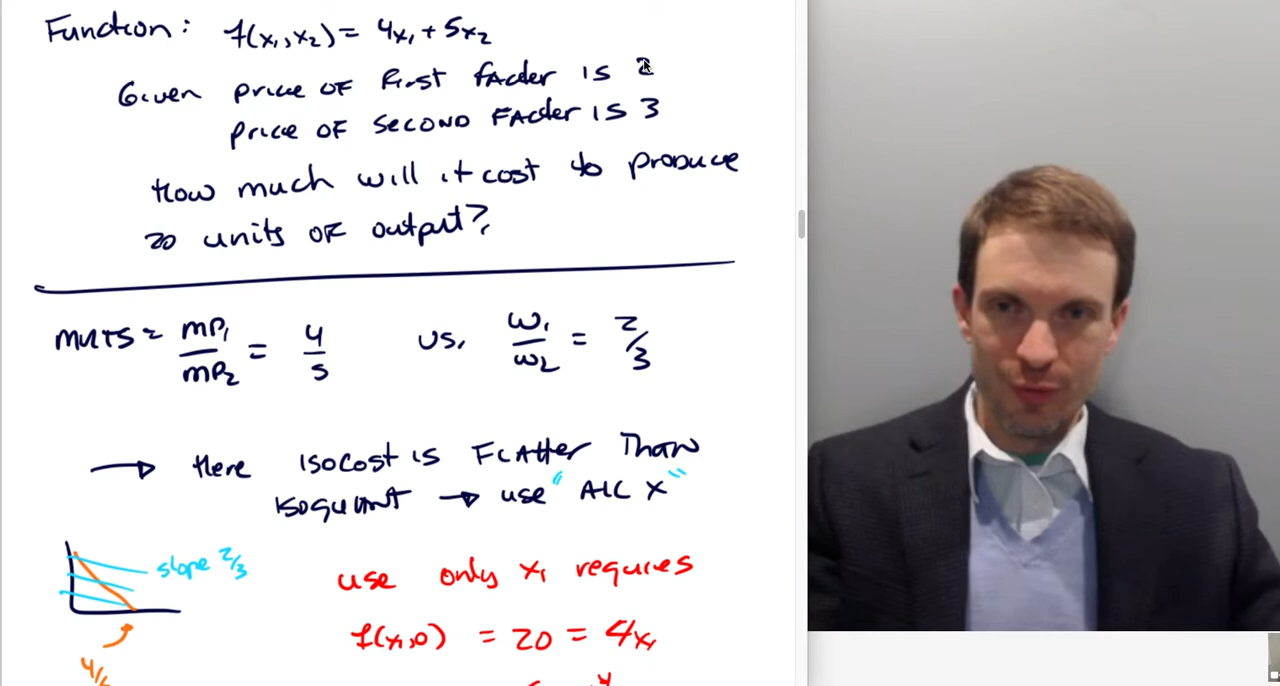 Function: f(x₁,x₂) = 4x₁ + 5x₂
Given price of first factor is 2
price of second factor is 3
How much will it cost to produce
20 units of output?
MRTS = MP₁/MP₂ = 4/5 vs. w₁/w₂ = 2/3
→ Here isocost is flatter than
isoquant → use "All X"
slope 2/3
use only x₁ requires
f(x,0) = 20 = 4x₁